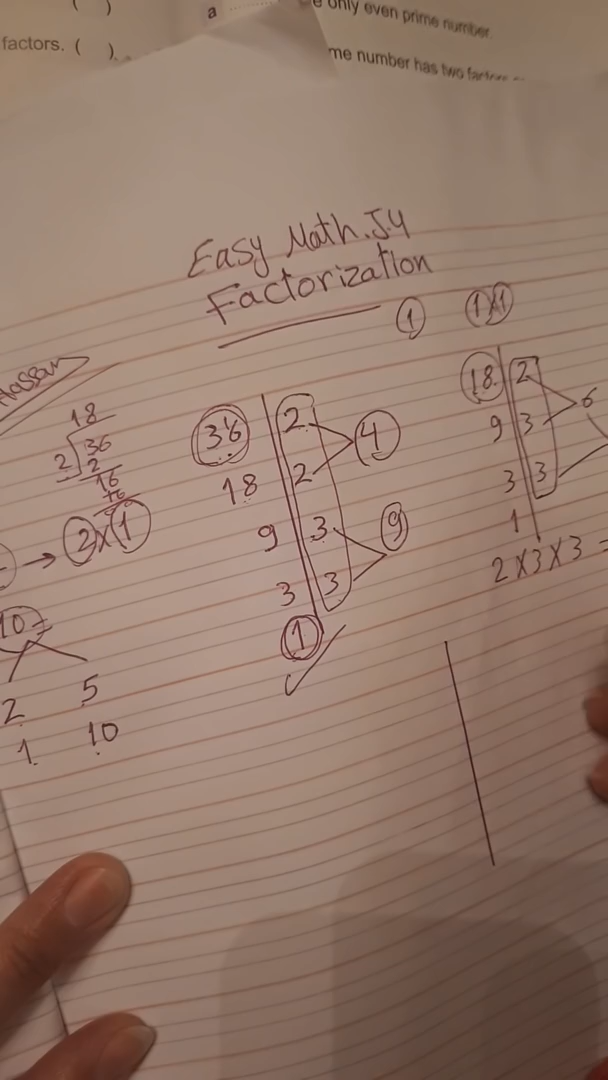 ( )
a
e only even prime number.
factors. ( ).
me number has two factors
Easy Math.J4
Factorization
1 1x1
Hassan
18
2 36
2
16
16
→ 2x1
10=
2 5
1 10
36 2
18 2
9 3
3 3
1
4
9
18 2
9 3
3 3
1
6
2x3x3=